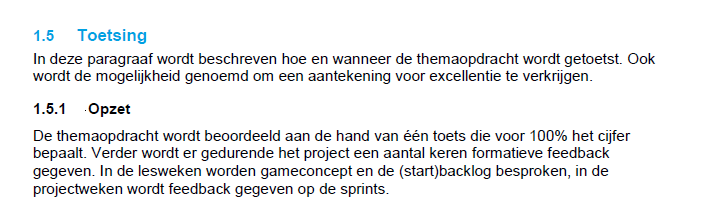 1.5 Toetsing
In deze paragraaf wordt beschreven hoe en wanneer de themaopdracht wordt getoetst. Ook
wordt de mogelijkheid genoemd om een aantekening voor excellentie te verkrijgen.
1.5.1 Opzet
De themaopdracht wordt beoordeeld aan de hand van één toets die voor 100% het cijfer
bepaalt. Verder wordt er gedurende het project een aantal keren formatieve feedback
gegeven. In de lesweken worden gameconcept en de (start)backlog besproken, in de
projectweken wordt feedback gegeven op de sprints.